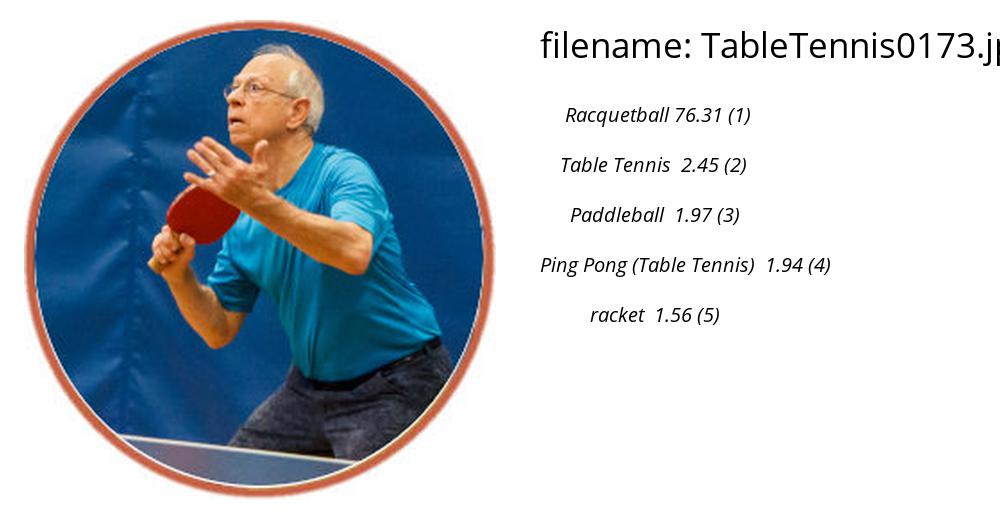 filename: TableTennis0173.j
Racquetball 76.31 (1)
Table Tennis 2.45 (2)
Paddleball 1.97 (3)
Ping Pong (Table Tennis) 1.94 (4)
racket 1.56 (5)